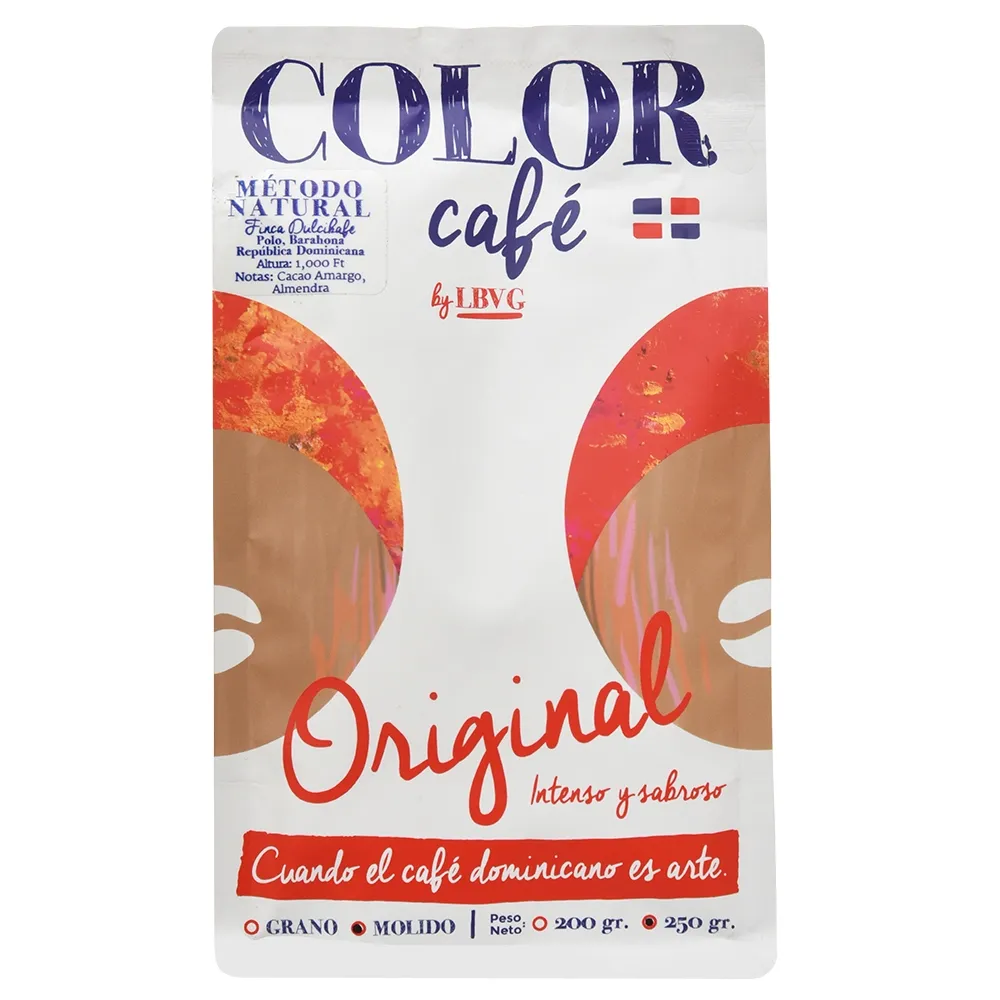 COLOR
café
by LBVG
MÉTODO
NATURAL
Finca Dulcikafe
Polo, Barahona
República Dominicana
Altura: 1,000 Ft
Notas: Cacao Amargo,
Almendra
Original
Intenso y sabroso
Cuando el café dominicano es arte.
GRANO MOLIDO | Peso Neto: 200 gr. 250 gr.